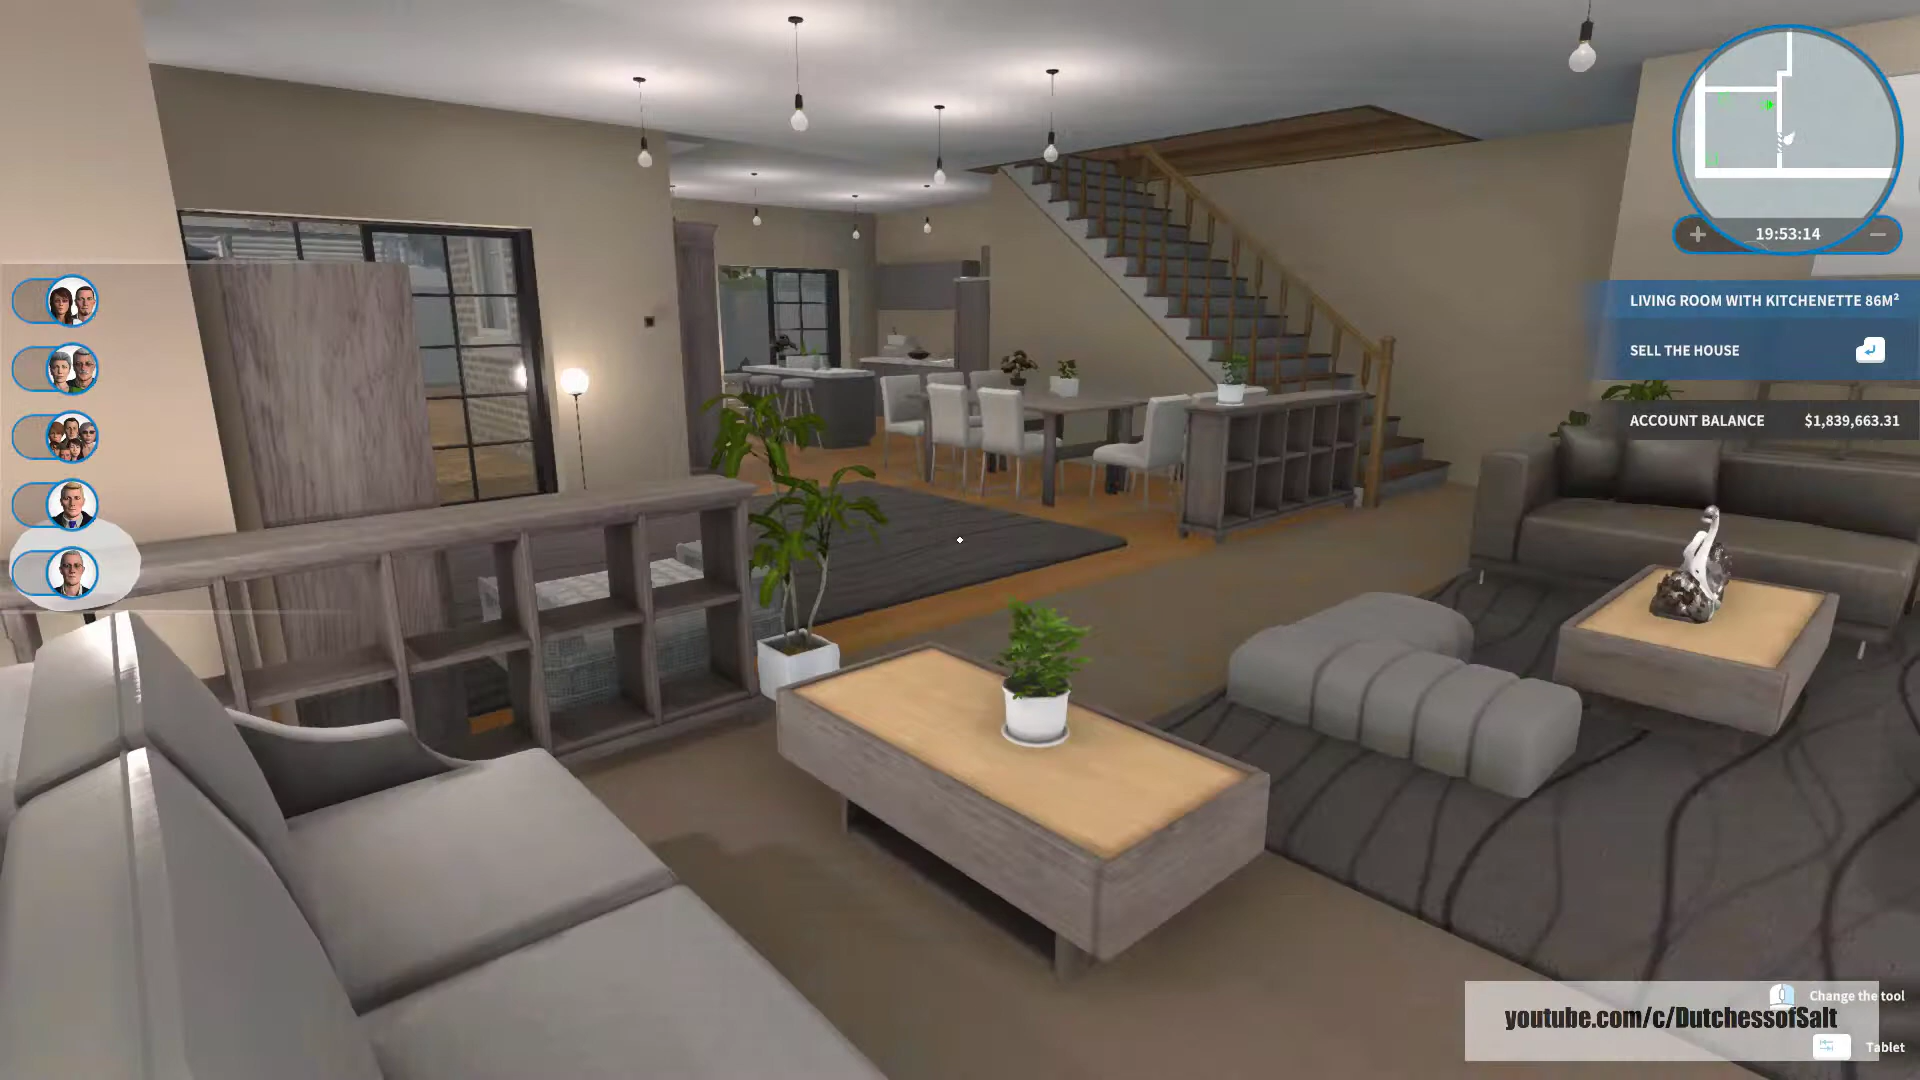 19:53:14
LIVING ROOM WITH KITCHENETTE 86M²
SELL THE HOUSE
ACCOUNT BALANCE $1,839,663.31
Change the tool
youtube.com/c/DutchessofSalt
Tablet